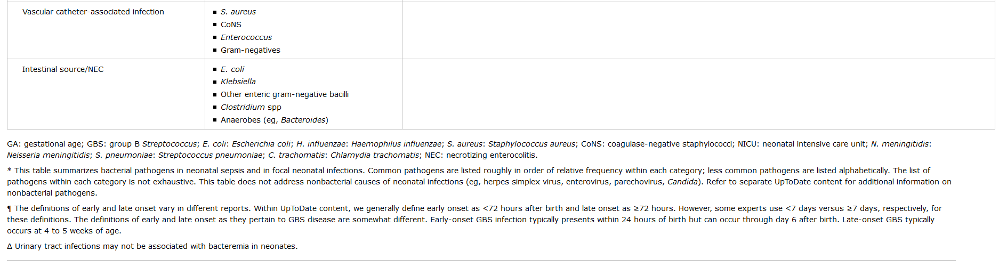 Vascular catheter-associated infection
▪ S. aureus
▪ CoNS
▪ Enterococcus
▪ Gram-negatives
Intestinal source/NEC
▪ E. coli
▪ Klebsiella
▪ Other enteric gram-negative bacilli
▪ Clostridium spp
▪ Anaerobes (eg, Bacteroides)
GA: gestational age; GBS: group B Streptococcus; E. coli: Escherichia coli; H. influenzae: Haemophilus influenzae; S. aureus: Staphylococcus aureus; CoNS: coagulase-negative staphylococci; NICU: neonatal intensive care unit; N. meningitidis:
Neisseria meningitidis; S. pneumoniae: Streptococcus pneumoniae; C. trachomatis: Chlamydia trachomatis; NEC: necrotizing enterocolitis.
* This table summarizes bacterial pathogens in neonatal sepsis and in focal neonatal infections. Common pathogens are listed roughly in order of relative frequency within each category; less common pathogens are listed alphabetically. The list of
pathogens within each category is not exhaustive. This table does not address nonbacterial causes of neonatal infections (eg, herpes simplex virus, enterovirus, parechovirus, Candida). Refer to separate UpToDate content for additional information on
nonbacterial pathogens.
¶ The definitions of early and late onset vary in different reports. Within UpToDate content, we generally define early onset as <72 hours after birth and late onset as ≥72 hours. However, some experts use <7 days versus ≥7 days, respectively, for
these definitions. The definitions of early and late onset as they pertain to GBS disease are somewhat different. Early-onset GBS infection typically presents within 24 hours of birth but can occur through day 6 after birth. Late-onset GBS typically
occurs at 4 to 5 weeks of age.
Δ Urinary tract infections may not be associated with bacteremia in neonates.